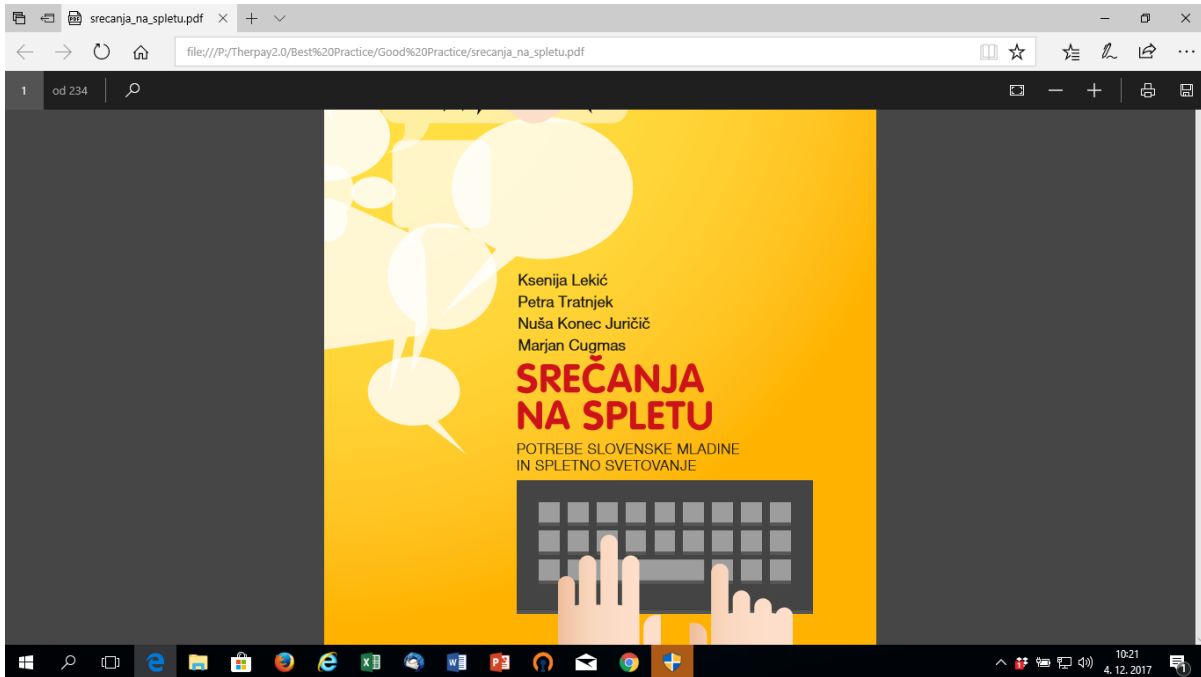 srecanja_na_spletu.pdf
file:///P:/Therpay2.0/Best%20Practice/Good%20Practice/srecanja_na_spletu.pdf
1 od 234
Ksenija Lekić
Petra Tratnjek
Nuša Konec Juričič
Marjan Cugmas
SREČANJA
NA SPLETU
POTREBE SLOVENSKE MLADINE
IN SPLETNO SVETOVANJE
10:21
4. 12. 2017